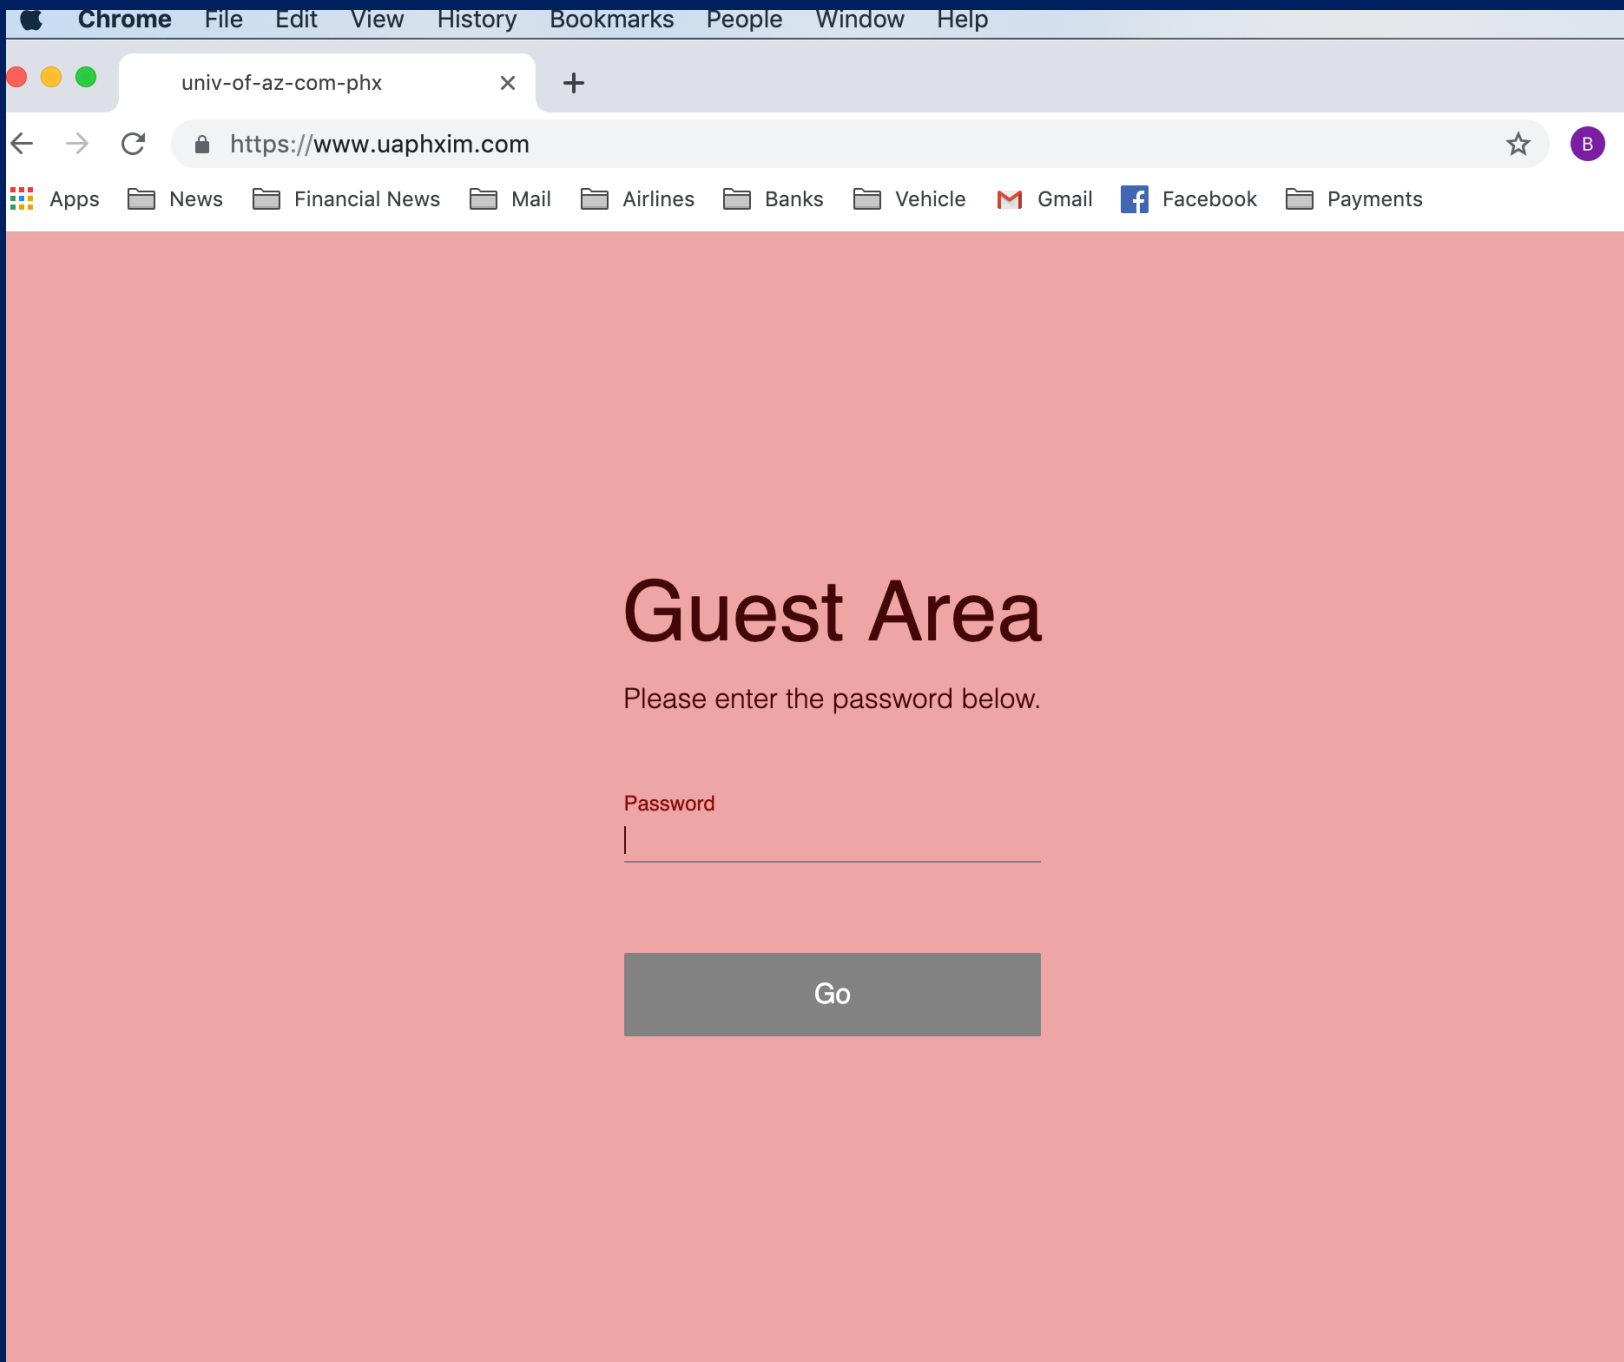 Chrome File Edit View History Bookmarks People Window Help
univ-of-az-com-phx
https://www.uaphxim.com
B
Apps News Financial News Mail Airlines Banks Vehicle Gmail Facebook Payments
Guest Area
Please enter the password below.
Password
Go